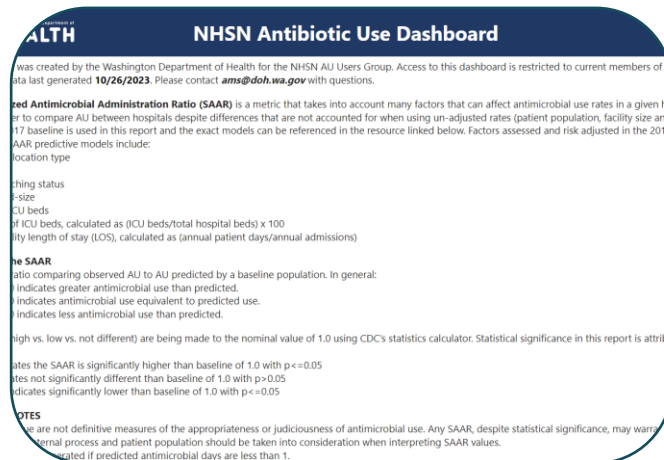 ALTH
NHSN Antibiotic Use Dashboard
was created by the Washington Department of Health for the NHSN AU Users Group. Access to this dashboard is restricted to current members of
ata last generated 10/26/2023. Please contact ams@doh.wa.gov with questions.
zed Antimicrobial Administration Ratio (SAAR) is a metric that takes into account many factors that can affect antimicrobial use rates in a given h
er to compare AU between hospitals despite differences that are not accounted for when using un-adjusted rates (patient population, facility size an
017 baseline is used in this report and the exact models can be referenced in the resource linked below. Factors assessed and risk adjusted in the 201
AAR predictive models include:
location type
ching status
-size
CU beds
of ICU beds, calculated as (ICU beds/total hospital beds) x 100
lity length of stay (LOS), calculated as (annual patient days/annual admissions)
he SAAR
atio comparing observed AU to AU predicted by a baseline population. In general:
indicates greater antimicrobial use than predicted.
indicates antimicrobial use equivalent to predicted use.
indicates less antimicrobial use than predicted.
high vs. low vs. not different) are being made to the nominal value of 1.0 using CDC's statistics calculator. Statistical significance in this report is attrib
ates the SAAR is significantly higher than baseline of 1.0 with p<=0.05
ates not significantly different than baseline of 1.0 with p>0.05
ndicates significantly lower than baseline of 1.0 with p<=0.05
OTES
ue are not definitive measures of the appropriateness or judiciousness of antimicrobial use. Any SAAR, despite statistical significance, may warra
ternal process and patient population should be taken into consideration when interpreting SAAR values.
erated if predicted antimicrobial days are less than 1.